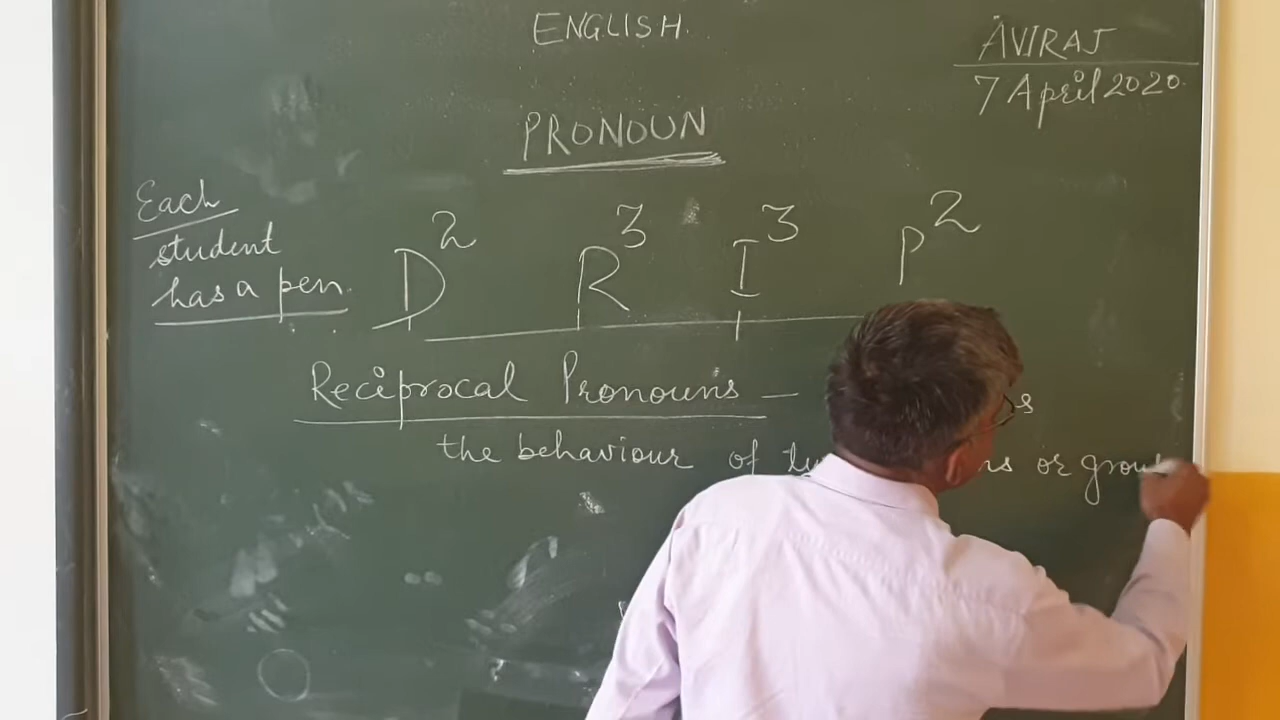 ENGLISH.
AVIRAJ
7 April 2020.
PRONOUN
Each
student
has a pen.
D² R³ I³ P²
Reciprocal Pronouns –
the behaviour of or group